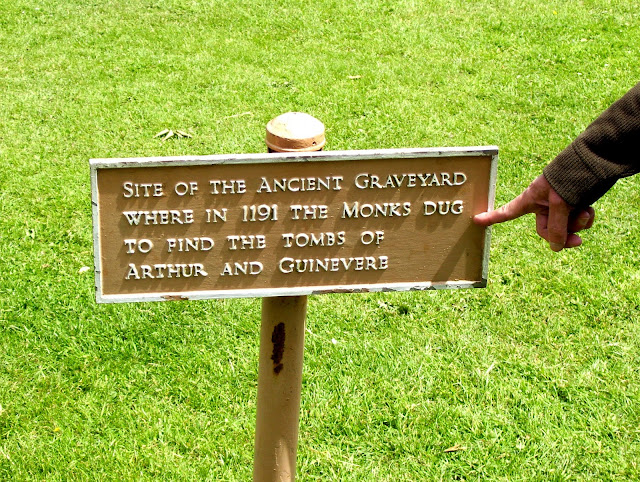 Site of the Ancient Graveyard
where in 1191 the Monks dug
to find the tombs of
Arthur and Guinevere